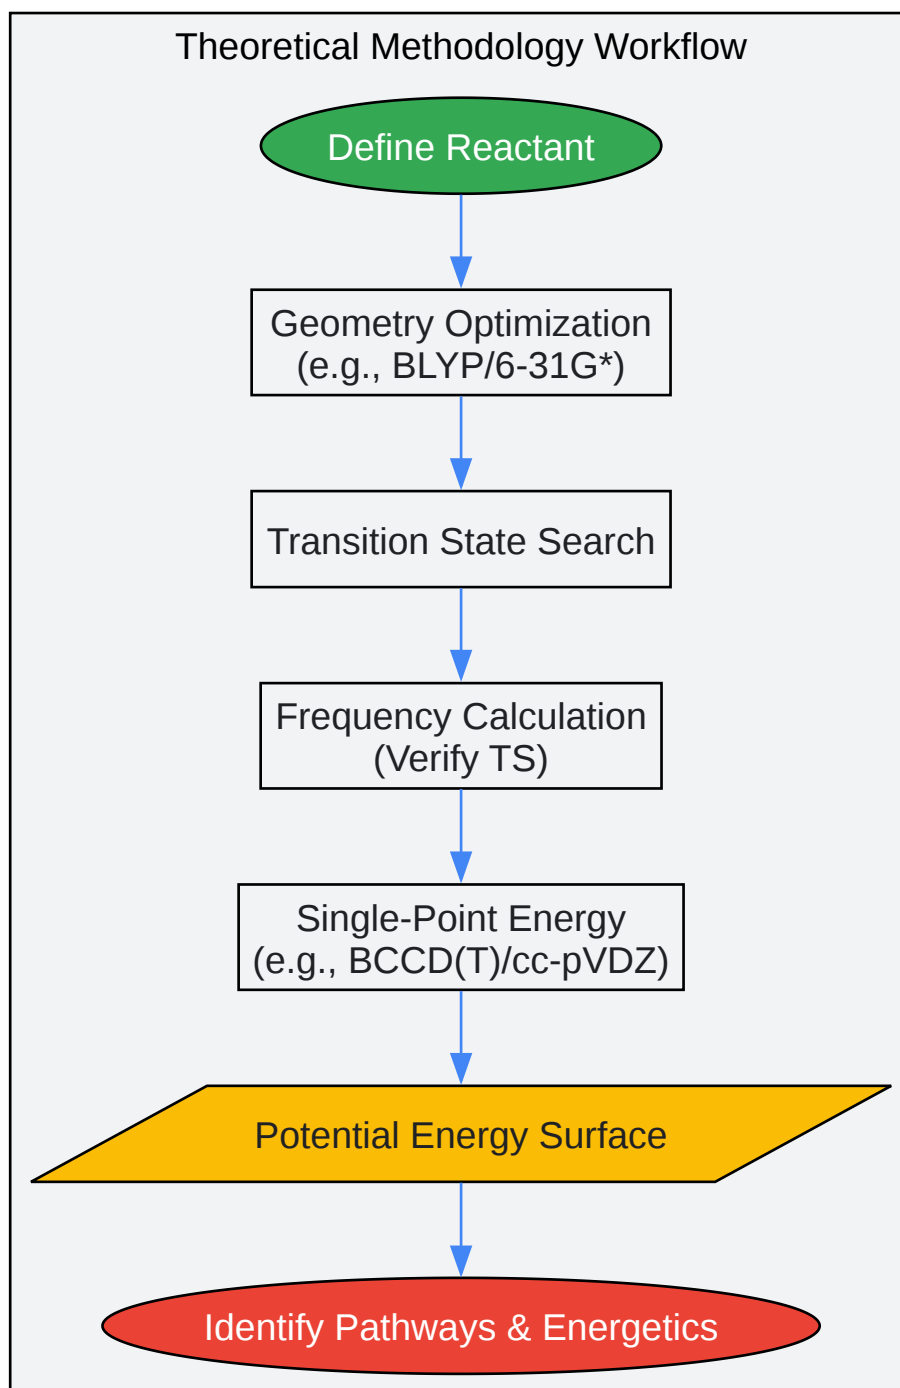 Theoretical Methodology Workflow
Define Reactant
Geometry Optimization
(e.g., BLYP/6-31G*)
Transition State Search
Frequency Calculation
(Verify TS)
Single-Point Energy
(e.g., BCCD(T)/cc-pVDZ)
Potential Energy Surface
Identify Pathways & Energetics